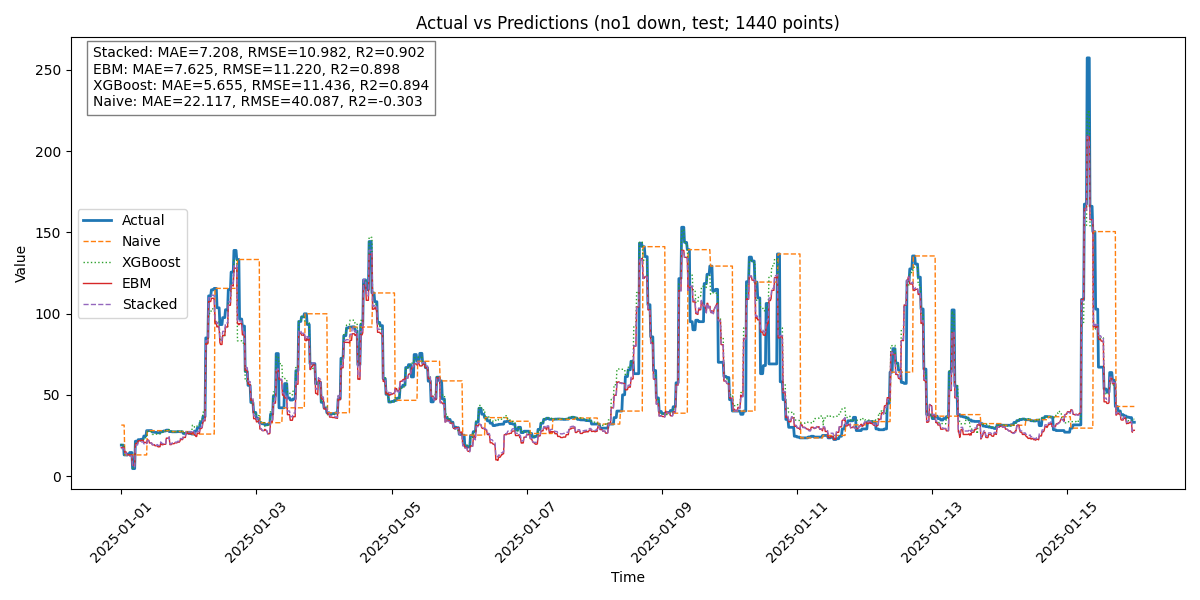 Actual vs Predictions (no1 down, test; 1440 points)
Stacked: MAE=7.208, RMSE=10.982, R2=0.902
EBM: MAE=7.625, RMSE=11.220, R2=0.898
XGBoost: MAE=5.655, RMSE=11.436, R2=0.894
Naive: MAE=22.117, RMSE=40.087, R2=-0.303
250
200
150
100
50
0
Value
Actual
Naive
XGBoost
EBM
Stacked
2025-01-01
2025-01-03
2025-01-05
2025-01-07
2025-01-09
2025-01-11
2025-01-13
2025-01-15
Time